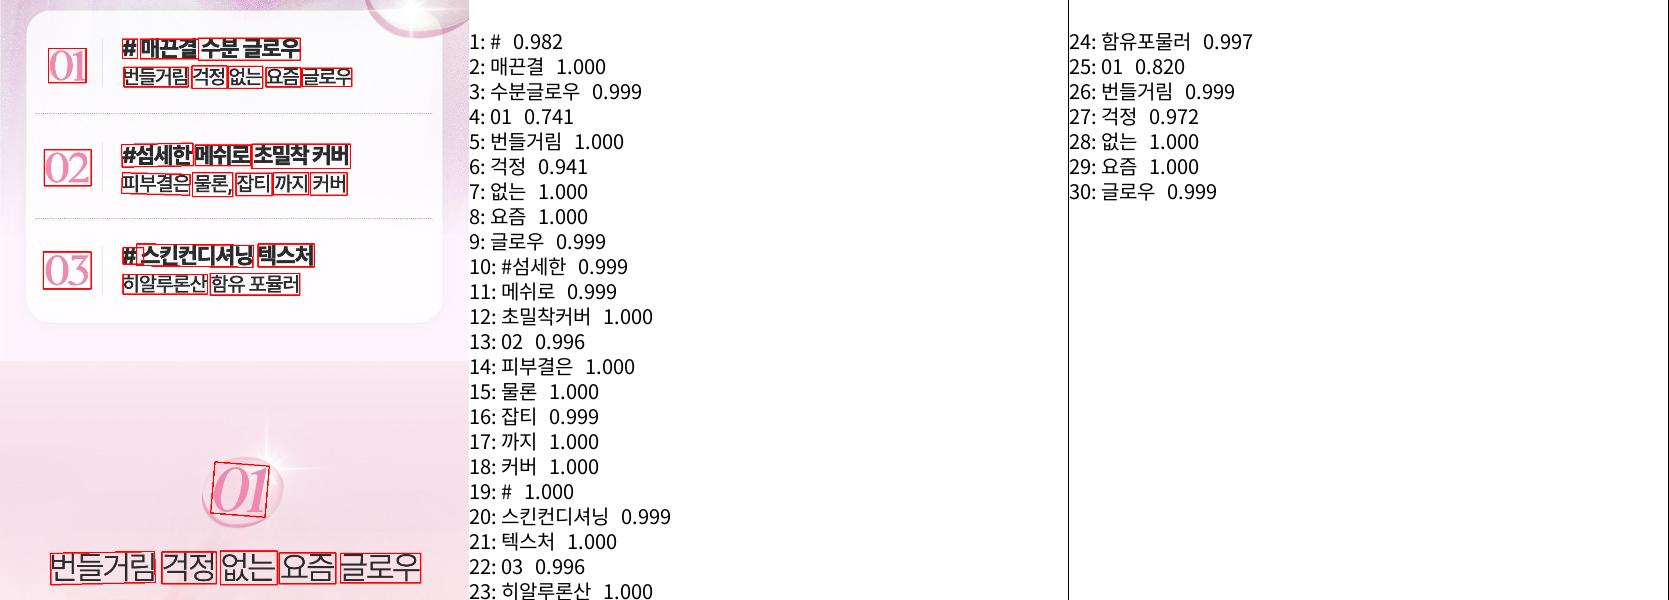 01
# 매끈결 수분 글로우
번들거림 걱정 없는 요즘 글로우
02
#섬세한 메쉬로 초밀착 커버
피부결은 물론, 잡티 까지 커버
03
# 스킨컨디셔닝 텍스처
히알루론산 함유 포뮬러
01
번들거림 걱정 없는 요즘 글로우
1: # 0.982
2: 매끈결 1.000
3: 수분글로우 0.999
4: 01 0.741
5: 번들거림 1.000
6: 걱정 0.941
7: 없는 1.000
8: 요즘 1.000
9: 글로우 0.999
10: #섬세한 0.999
11: 메쉬로 0.999
12: 초밀착커버 1.000
13: 02 0.996
14: 피부결은 1.000
15: 물론 1.000
16: 잡티 0.999
17: 까지 1.000
18: 커버 1.000
19: # 1.000
20: 스킨컨디셔닝 0.999
21: 텍스처 1.000
22: 03 0.996
23: 히알루론산 1.000
24: 함유포물러 0.997
25: 01 0.820
26: 번들거림 0.999
27: 걱정 0.972
28: 없는 1.000
29: 요즘 1.000
30: 글로우 0.999